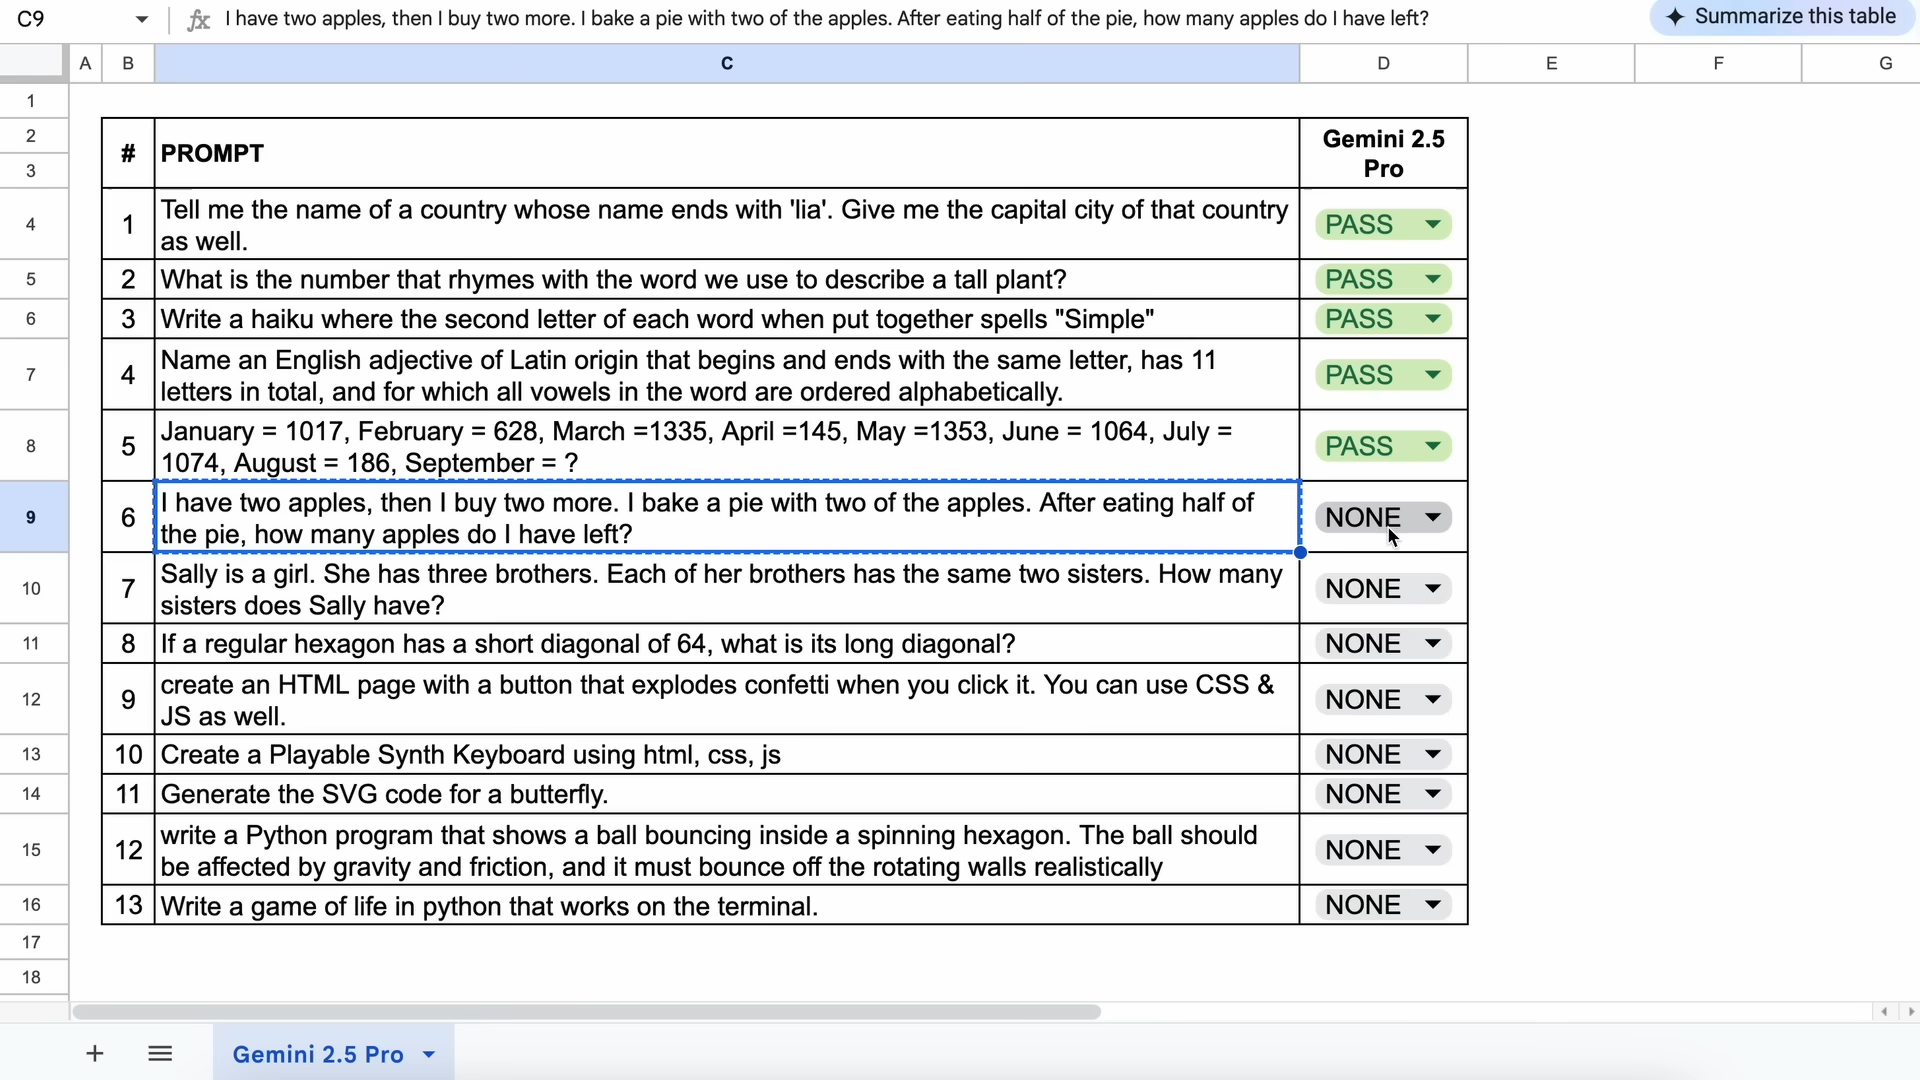 C9
fx I have two apples, then I buy two more. I bake a pie with two of the apples. After eating half of the pie, how many apples do I have left?
Summarize this table
A B C D E F G
1
2
3
# PROMPT Gemini 2.5
Pro
4 1 Tell me the name of a country whose name ends with 'lia'. Give me the capital city of that country
as well. PASS
5 2 What is the number that rhymes with the word we use to describe a tall plant? PASS
6 3 Write a haiku where the second letter of each word when put together spells "Simple" PASS
7 4 Name an English adjective of Latin origin that begins and ends with the same letter, has 11
letters in total, and for which all vowels in the word are ordered alphabetically. PASS
8 5 January = 1017, February = 628, March =1335, April =145, May =1353, June = 1064, July =
1074, August = 186, September = ? PASS
9 6 I have two apples, then I buy two more. I bake a pie with two of the apples. After eating half of
the pie, how many apples do I have left? NONE
10 7 Sally is a girl. She has three brothers. Each of her brothers has the same two sisters. How many
sisters does Sally have? NONE
11 8 If a regular hexagon has a short diagonal of 64, what is its long diagonal? NONE
12 9 create an HTML page with a button that explodes confetti when you click it. You can use CSS &
JS as well. NONE
13 10 Create a Playable Synth Keyboard using html, css, js NONE
14 11 Generate the SVG code for a butterfly. NONE
15 12 write a Python program that shows a ball bouncing inside a spinning hexagon. The ball should
be affected by gravity and friction, and it must bounce off the rotating walls realistically NONE
16 13 Write a game of life in python that works on the terminal. NONE
17
18
Gemini 2.5 Pro